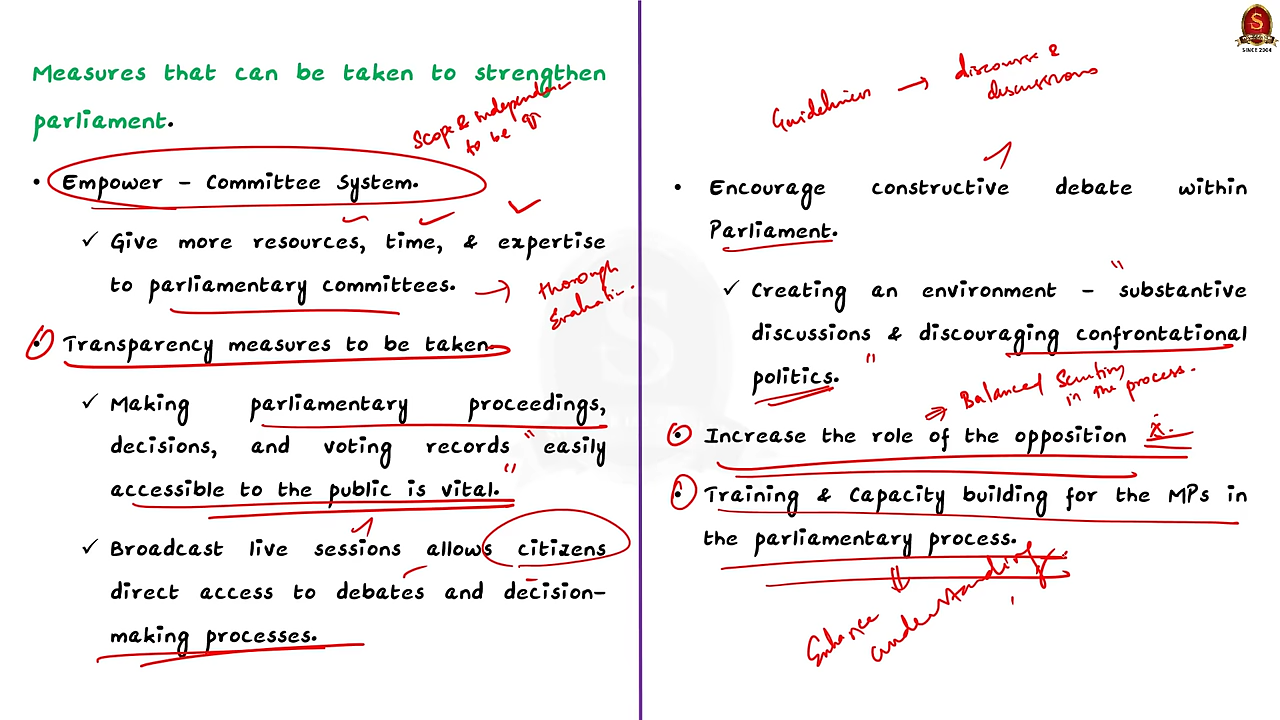 Measures that can be taken to strengthen
parliament.
Scope & independence
to be
• Empower – Committee System.
✓ Give more resources, time, & expertise
to parliamentary committees.
→ thorough
Evaluation.
• Transparency measures to be taken.
✓ Making parliamentary proceedings,
decisions, and voting records "easily
accessible to the public is vital."
✓ Broadcast live sessions allows citizens
direct access to debates and decision-
making processes.
S
SINCE 2004
Guidelines → discourse &
discussions
• Encourage constructive debate within
Parliament.
✓ Creating an environment – "substantive
discussions & discouraging confrontational
politics."
⇒ Balanced Scrutiny
in the process.
• Increase the role of the opposition
• Training & Capacity building for the MPs in
the parliamentary process.
Enhance
understanding